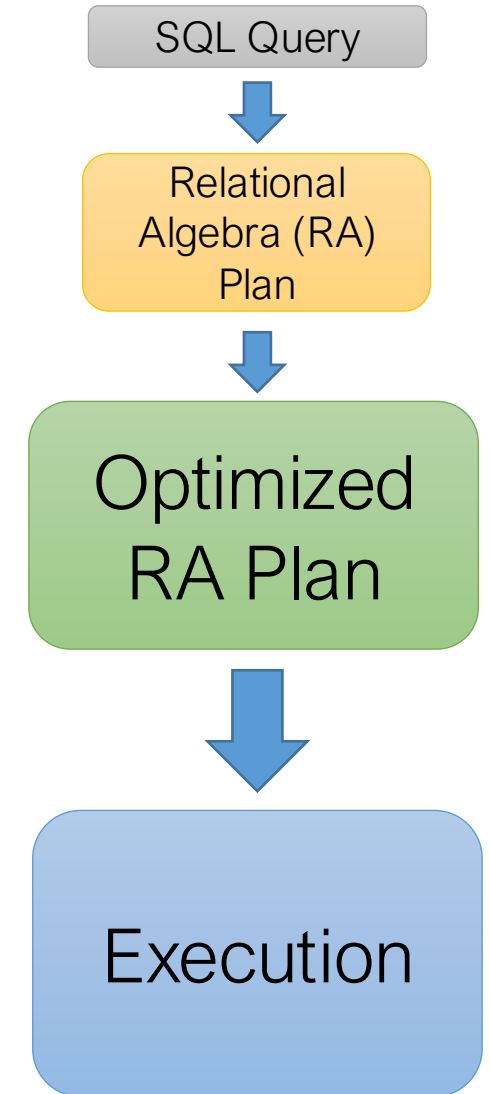 SQL Query
Relational
Algebra (RA)
Plan
Optimized
RA Plan
Execution